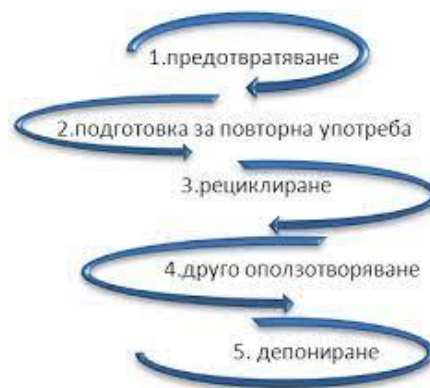 1.предотвратяване
2.подготовка за повторна употреба
3.рециклиране
4.друго оползотворяване
5. депониране